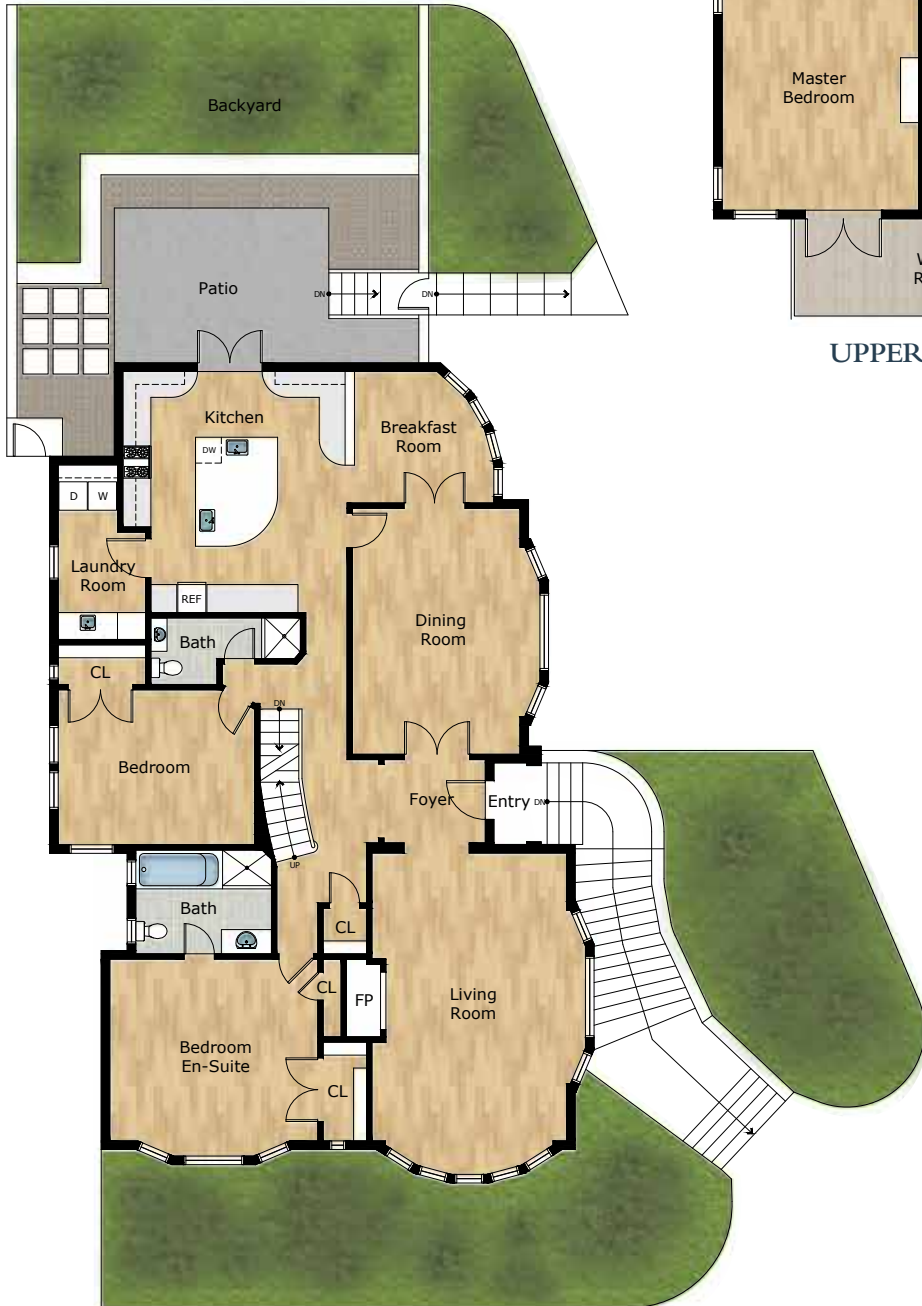 Backyard
Master
Bedroom
Patio
DN
DN
UPPER
Kitchen
Breakfast
Room
DW
D
W
Laundry
Room
REF
Bath
Dining
Room
CL
DN
Bedroom
Foyer
Entry
DN
UP
Bath
CL
CL
FP
Living
Room
Bedroom
En-Suite
CL